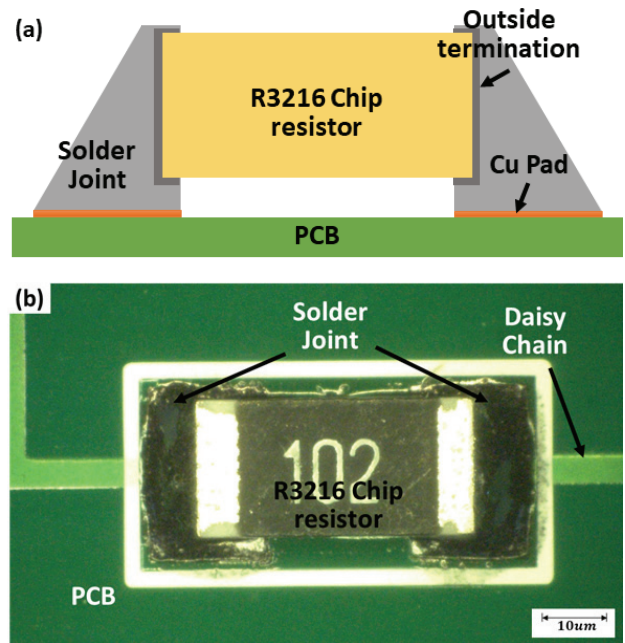 (a)
Outside
termination
R3216 Chip
resistor
Solder
Joint
Cu Pad
PCB
(b)
Solder
Joint
Daisy
Chain
102
R3216 Chip
resistor
PCB
10um